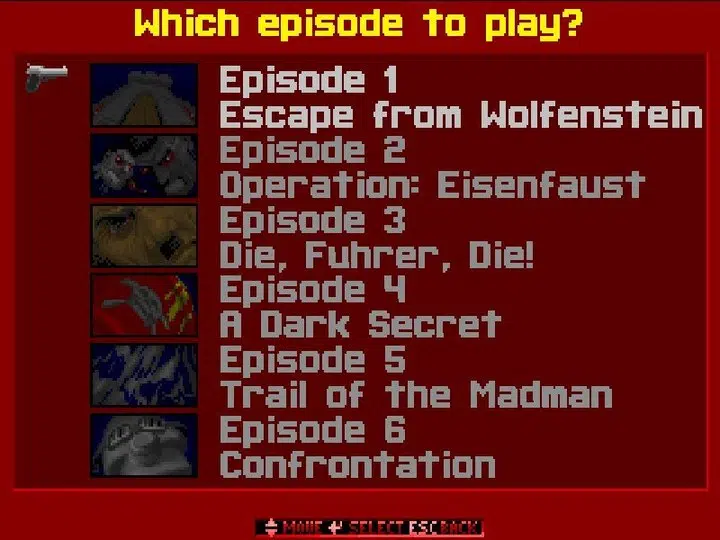 Which episode to play?
Episode 1
Escape from Wolfenstein
Episode 2
Operation: Eisenfaust
Episode 3
Die, Fuhrer, Die!
Episode 4
A Dark Secret
Episode 5
Trail of the Madman
Episode 6
Confrontation
MOVE SELECT ESC BACK